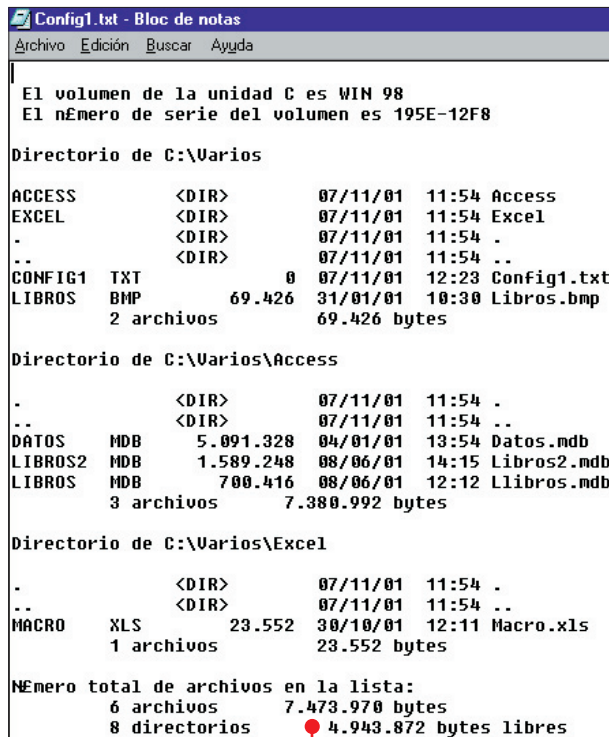 Config1.txt - Bloc de notas
Archivo Edición Buscar Ayuda
El volumen de la unidad C es WIN 98
El n£mero de serie del volumen es 195E-12F8
Directorio de C:\Varios
ACCESS <DIR> 07/11/01 11:54 Access
EXCEL <DIR> 07/11/01 11:54 Excel
. <DIR> 07/11/01 11:54 .
.. <DIR> 07/11/01 11:54 ..
CONFIG1 TXT 0 07/11/01 12:23 Config1.txt
LIBROS BMP 69.426 31/01/01 10:30 Libros.bmp
2 archivos 69.426 bytes
Directorio de C:\Varios\Access
. <DIR> 07/11/01 11:54 .
.. <DIR> 07/11/01 11:54 ..
DATOS MDB 5.091.328 04/01/01 13:54 Datos.mdb
LIBROS2 MDB 1.589.248 08/06/01 14:15 Libros2.mdb
LIBROS MDB 700.416 08/06/01 12:12 Llibros.mdb
3 archivos 7.380.992 bytes
Directorio de C:\Varios\Excel
. <DIR> 07/11/01 11:54 .
.. <DIR> 07/11/01 11:54 ..
MACRO XLS 23.552 30/10/01 12:11 Macro.xls
1 archivos 23.552 bytes
N£mero total de archivos en la lista:
6 archivos 7.473.970 bytes
8 directorios 4.943.872 bytes libres